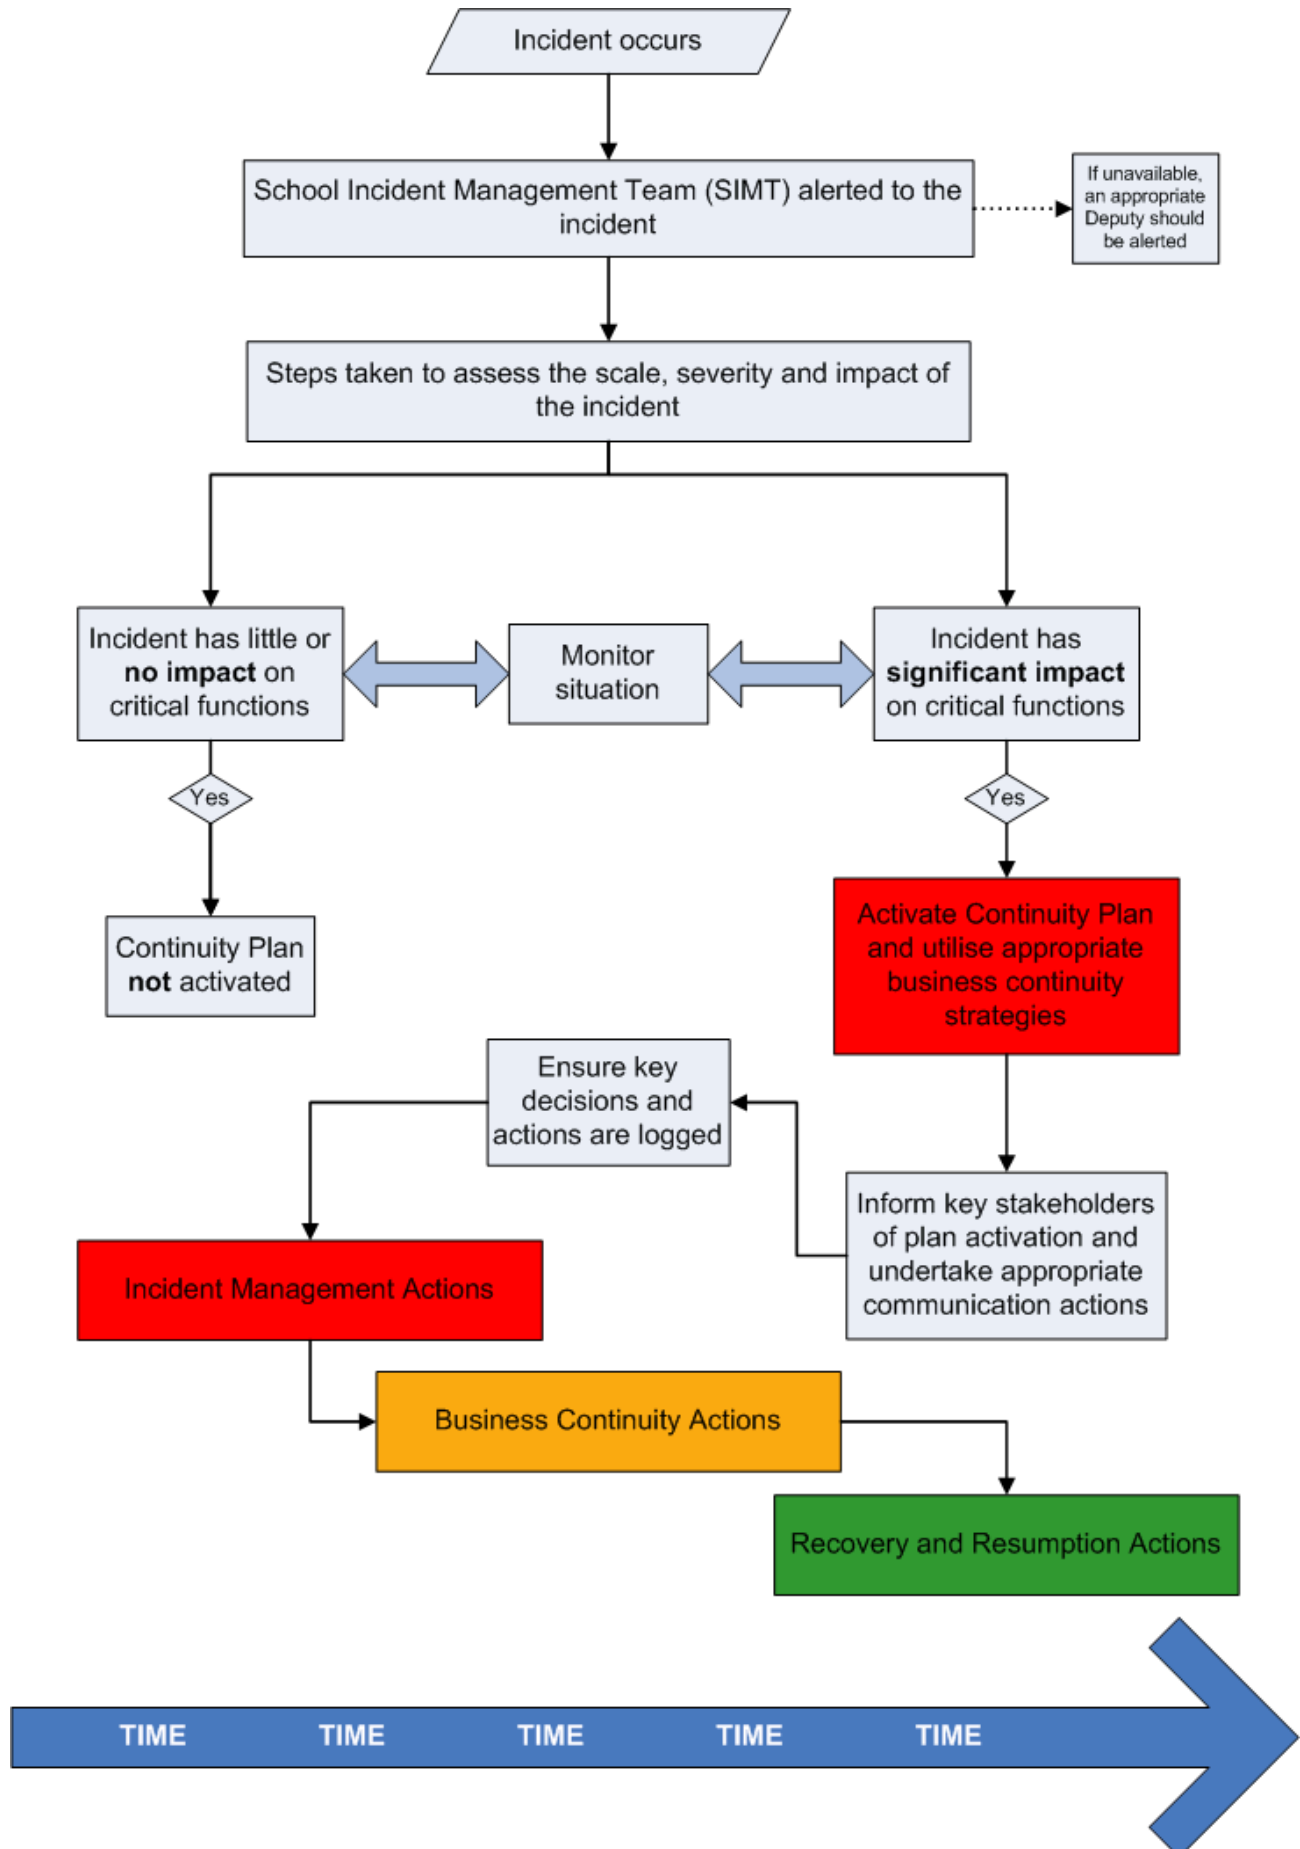 Incident occurs
School Incident Management Team (SIMT) alerted to the
incident
If unavailable,
an appropriate
Deputy should
be alerted
Steps taken to assess the scale, severity and impact of
the incident
Incident has little or
no impact on
critical functions
Monitor
situation
Incident has
significant impact
on critical functions
Yes
Yes
Continuity Plan
not activated
Activate Continuity Plan
and utilise appropriate
business continuity
strategies
Ensure key
decisions and
actions are logged
Inform key stakeholders
of plan activation and
undertake appropriate
communication actions
Incident Management Actions
Business Continuity Actions
Recovery and Resumption Actions
TIME TIME TIME TIME TIME